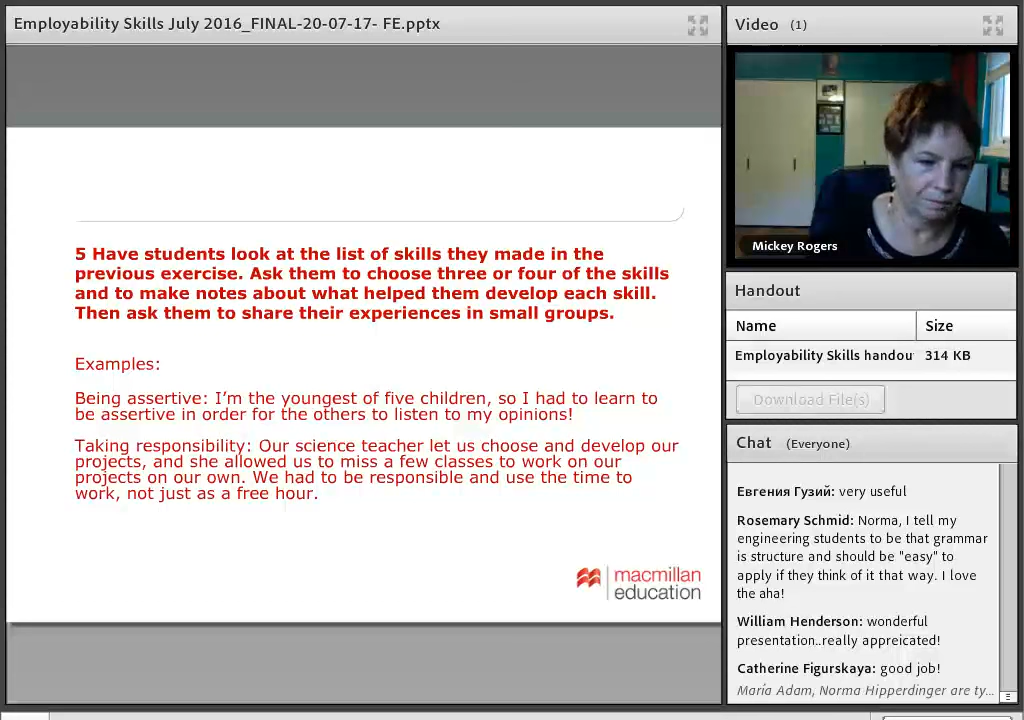 Employability Skills July 2016_FINAL-20-07-17- FE.pptx
5 Have students look at the list of skills they made in the
previous exercise. Ask them to choose three or four of the skills
and to make notes about what helped them develop each skill.
Then ask them to share their experiences in small groups.
Examples:
Being assertive: I’m the youngest of five children, so I had to learn to
be assertive in order for the others to listen to my opinions!
Taking responsibility: Our science teacher let us choose and develop our
projects, and she allowed us to miss a few classes to work on our
projects on our own. We had to be responsible and use the time to
work, not just as a free hour.
macmillan
education
Video (1)
Mickey Rogers
Handout
Name Size
Employability Skills handou 314 KB
Download File(s)
Chat (Everyone)
Евгения Гузий: very useful
Rosemary Schmid: Norma, I tell my
engineering students to be that grammar
is structure and should be "easy" to
apply if they think of it that way. I love
the aha!
William Henderson: wonderful
presentation..really appreicated!
Catherine Figurskaya: good job!
María Adam, Norma Hipperdinger are ty...